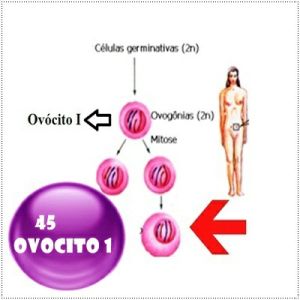 Células germinativas (2n)
Ovócito I
Ovogônias (2n)
Mitose
45
OVOCITO 1